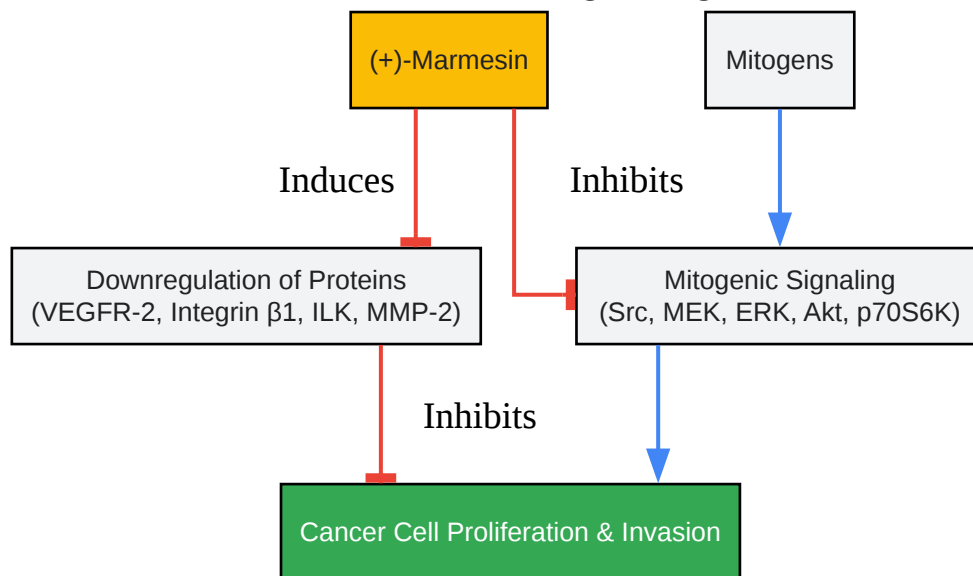 (+)-Marmesin
Mitogens
Induces
Inhibits
Downregulation of Proteins
(VEGFR-2, Integrin β1, ILK, MMP-2)
Mitogenic Signaling
(Src, MEK, ERK, Akt, p70S6K)
Inhibits
Cancer Cell Proliferation & Invasion